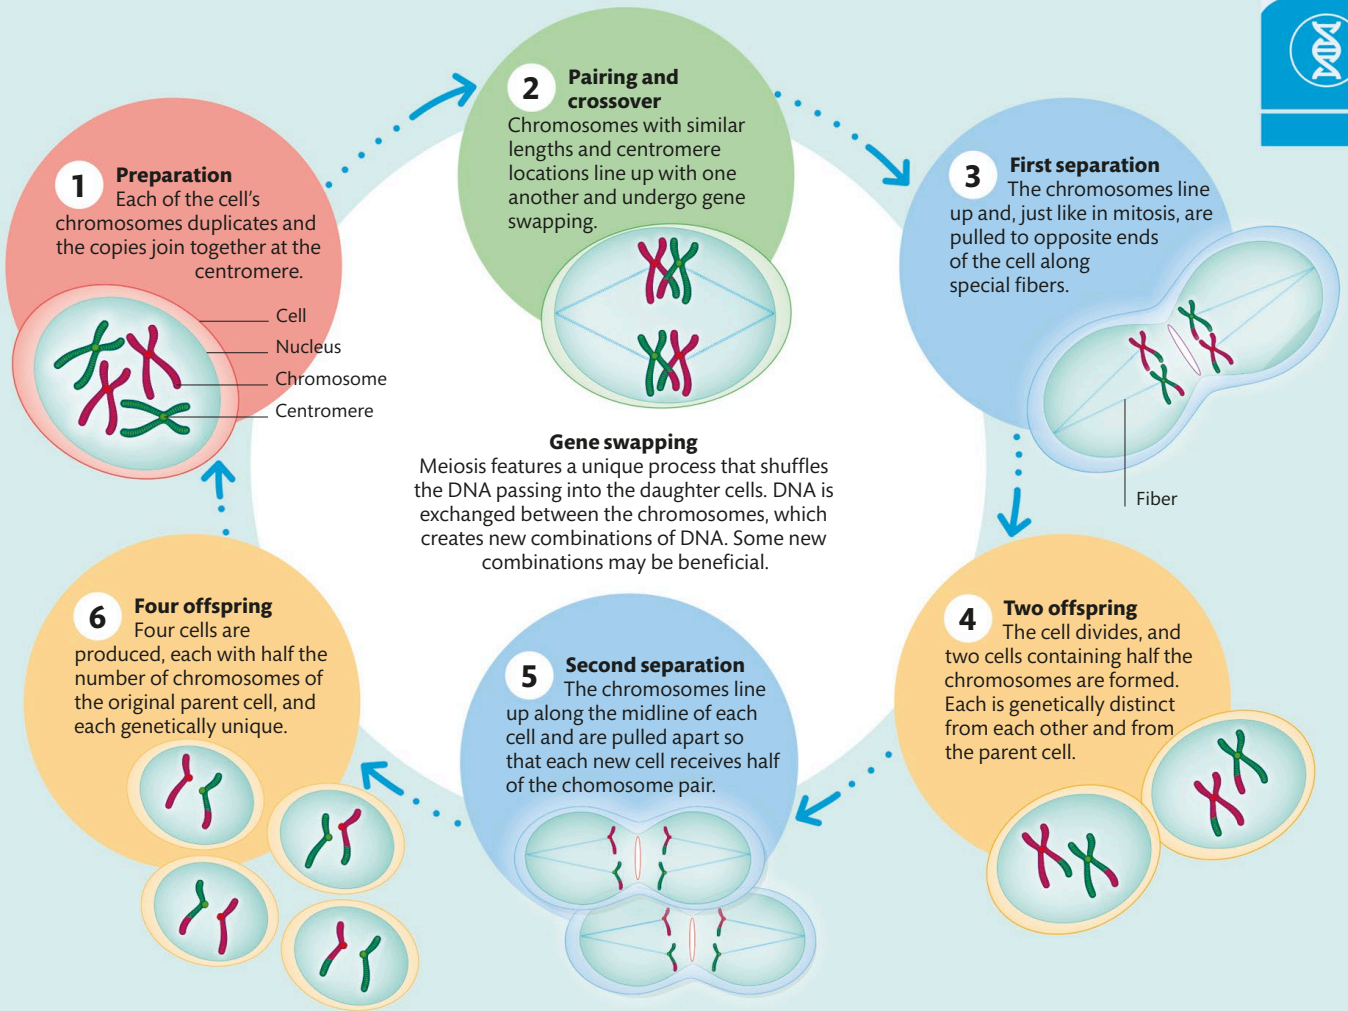 1
Preparation
Each of the cell's
chromosomes duplicates and
the copies join together at the
centromere.
Cell
Nucleus
Chromosome
Centromere
2
Pairing and
crossover
Chromosomes with similar
lengths and centromere
locations line up with one
another and undergo gene
swapping.
3
First separation
The chromosomes line
up and, just like in mitosis, are
pulled to opposite ends
of the cell along
special fibers.
Fiber
Gene swapping
Meiosis features a unique process that shuffles
the DNA passing into the daughter cells. DNA is
exchanged between the chromosomes, which
creates new combinations of DNA. Some new
combinations may be beneficial.
4
Two offspring
The cell divides, and
two cells containing half the
chromosomes are formed.
Each is genetically distinct
from each other and from
the parent cell.
5
Second separation
The chromosomes line
up along the midline of each
cell and are pulled apart so
that each new cell receives half
of the chomosome pair.
6
Four offspring
Four cells are
produced, each with half the
number of chromosomes of
the original parent cell, and
each genetically unique.